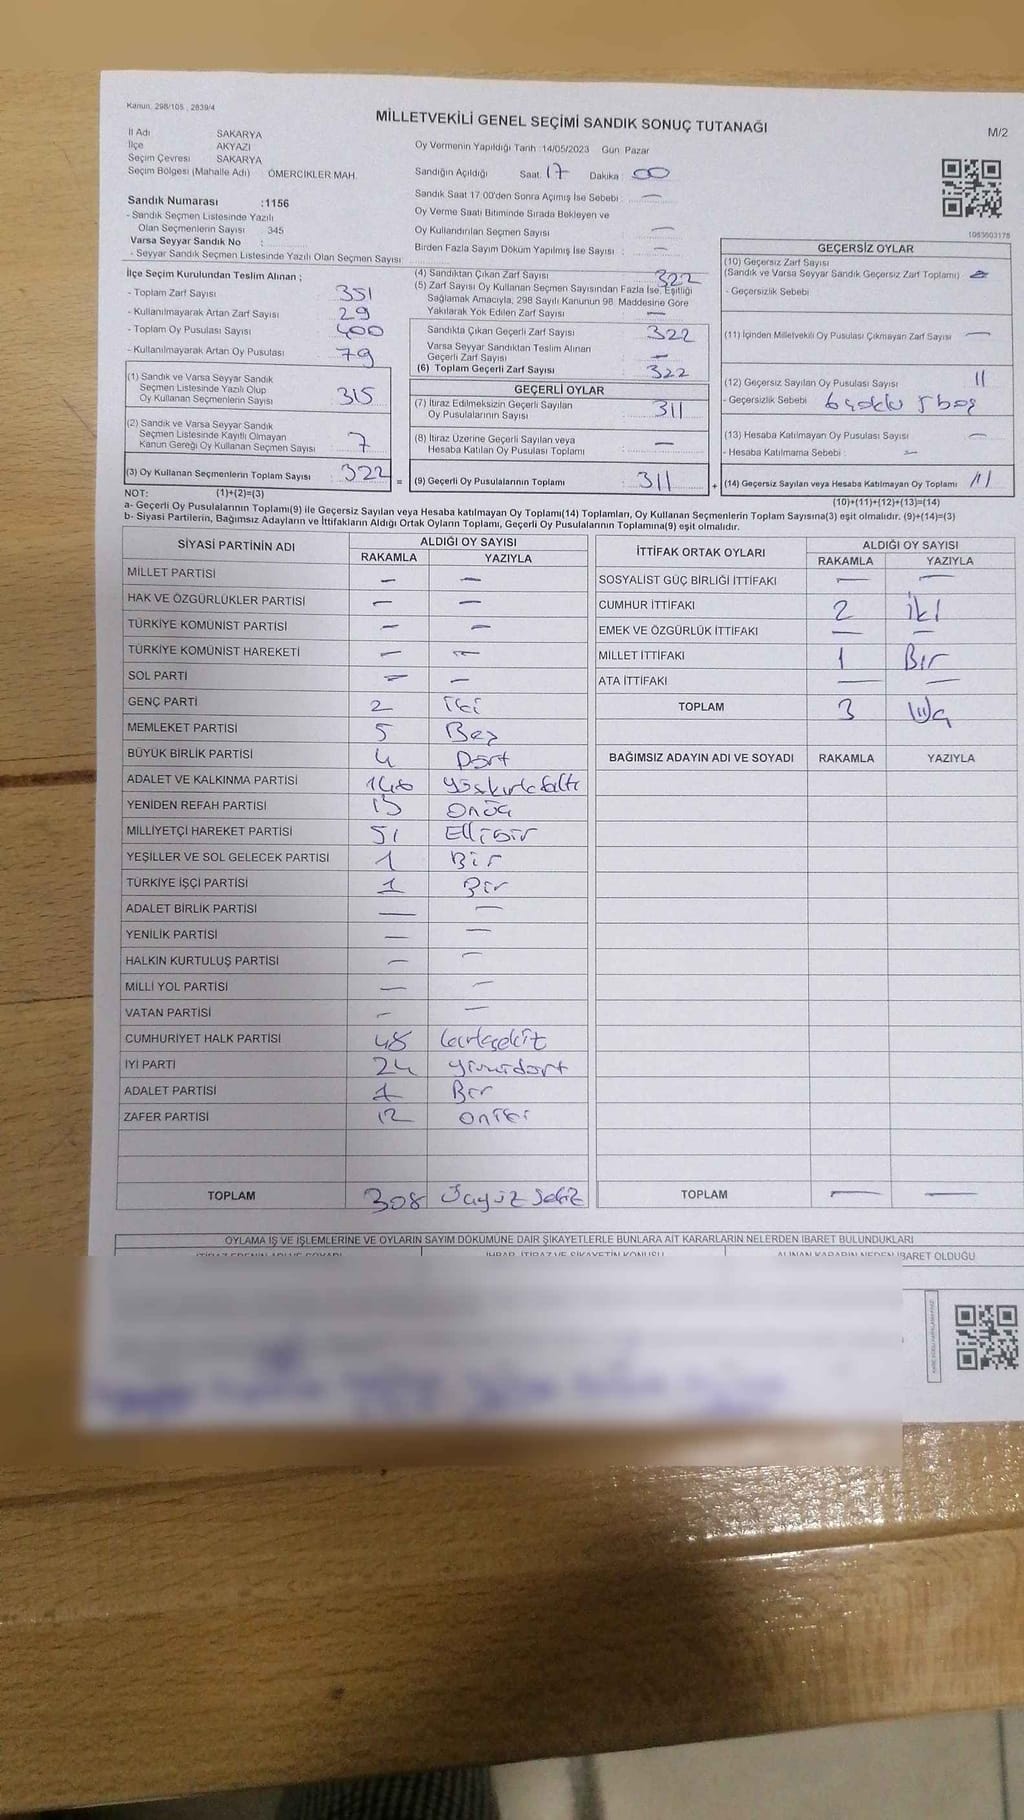 Kanun. 298/105 , 2839/4
MİLLETVEKİLİ GENEL SEÇİMİ SANDIK SONUÇ TUTANAĞI
M/2
İl Adı SAKARYA
İlçe AKYAZI
Seçim Çevresi SAKARYA
Seçim Bölgesi (Mahalle Adı) ÖMERCİKLER MAH.
Oy Vermenin Yapıldığı Tarih :14/05/2023 Gün: Pazar
Sandığın Açıldığı Saat: 17 Dakika : 00
Sandık Saat 17:00'den Sonra Açımış İse Sebebi : —
Oy Verme Saati Bitiminde Sırada Bekleyen ve
Oy Kullandırılan Seçmen Sayısı : —
Birden Fazla Sayım Döküm Yapılmış İse Sayısı : —
Sandık Numarası :1156
- Sandık Seçmen Listesinde Yazılı
Olan Seçmenlerin Sayısı 345
Varsa Seyyar Sandık No :
- Seyyar Sandık Seçmen Listesinde Yazılı Olan Seçmen Sayısı
İlçe Seçim Kurulundan Teslim Alınan ;
- Toplam Zarf Sayısı 351
- Kullanılmayarak Artan Zarf Sayısı 29
- Toplam Oy Pusulası Sayısı 400
- Kullanılmayarak Artan Oy Pusulası 79
(1) Sandık ve Varsa Seyyar Sandık
Seçmen Listesinde Yazılı Olup
Oy Kullanan Seçmenlerin Sayısı 315
(2) Sandık ve Varsa Seyyar Sandık
Seçmen Listesinde Kayıtlı Olmayan
Kanun Gereği Oy Kullanan Seçmen Sayısı 7
(3) Oy Kullanan Seçmenlerin Toplam Sayısı 322 =
(4) Sandıktan Çıkan Zarf Sayısı 322
(5) Zarf Sayısı Oy Kullanan Seçmen Sayısından Fazla İse, Eşitliği
Sağlamak Amacıyla, 298 Sayılı Kanunun 98. Maddesine Göre
Yakılarak Yok Edilen Zarf Sayısı —
Sandıkta Çıkan Geçerli Zarf Sayısı 322
Varsa Seyyar Sandıktan Teslim Alınan
Geçerli Zarf Sayısı —
(6) Toplam Geçerli Zarf Sayısı 322
GEÇERLİ OYLAR
(7) İtiraz Edilmeksizin Geçerli Sayılan
Oy Pusulalarının Sayısı 311
(8) İtiraz Üzerine Geçerli Sayılan veya
Hesaba Katılan Oy Pusulası Toplamı —
(9) Geçerli Oy Pusulalarının Toplamı 311 +
1083603178
GEÇERSİZ OYLAR
(10) Geçersiz Zarf Sayısı
(Sandık ve Varsa Seyyar Sandık Geçersiz Zarf Toplamı)
- Geçersizlik Sebebi
(11) İçinden Milletvekili Oy Pusulası Çıkmayan Zarf Sayısı —
(12) Geçersiz Sayılan Oy Pusulası Sayısı 11
- Geçersizlik Sebebi 5 boş
(13) Hesaba Katılmayan Oy Pusulası Sayısı —
- Hesaba Katılmama Sebebi : —
(14) Geçersiz Sayılan veya Hesaba Katılmayan Oy Toplamı 11
NOT: (1)+(2)=(3)
(10)+(11)+(12)+(13)=(14)
a- Geçerli Oy Pusulalarının Toplamı(9) ile Geçersiz Sayılan veya Hesaba katılmayan Oy Toplamı(14) Toplamları, Oy Kullanan Seçmenlerin Toplam Sayısına(3) eşit olmalıdır. (9)+(14)=(3)
b- Siyasi Partilerin, Bağımsız Adayların ve İttifakların Aldığı Ortak Oyların Toplamı, Geçerli Oy Pusulalarının Toplamına(9) eşit olmalıdır.
SİYASİ PARTİNİN ADI ALDIĞI OY SAYISI
RAKAMLA YAZIYLA
MİLLET PARTİSİ — —
HAK VE ÖZGÜRLÜKLER PARTİSİ — —
TÜRKİYE KOMÜNİST PARTİSİ — —
TÜRKİYE KOMÜNİST HAREKETİ — —
SOL PARTİ — —
GENÇ PARTİ 2 iki
MEMLEKET PARTİSİ 5 Beş
BÜYÜK BİRLİK PARTİSİ 4 Dört
ADALET VE KALKINMA PARTİSİ 146 yüzkırkaltı
YENİDEN REFAH PARTİSİ 13 onüç
MİLLİYETÇİ HAREKET PARTİSİ 51 Ellibir
YEŞİLLER VE SOL GELECEK PARTİSİ 1 Bir
TÜRKİYE İŞÇİ PARTİSİ 1 Bir
ADALET BİRLİK PARTİSİ — —
YENİLİK PARTİSİ — —
HALKIN KURTULUŞ PARTİSİ — —
MİLLİ YOL PARTİSİ — —
VATAN PARTİSİ — —
CUMHURİYET HALK PARTİSİ 48 kırksekiz
İYİ PARTİ 24 yirmidört
ADALET PARTİSİ 1 Bir
ZAFER PARTİSİ 12 oniki
TOPLAM 308 üçyüz sekiz
İTTİFAK ORTAK OYLARI ALDIĞI OY SAYISI
RAKAMLA YAZIYLA
SOSYALİST GÜÇ BİRLİĞİ İTTİFAKI — —
CUMHUR İTTİFAKI 2 İki
EMEK VE ÖZGÜRLÜK İTTİFAKI — —
MİLLET İTTİFAKI 1 Bir
ATA İTTİFAKI — —
TOPLAM 3 Üç
BAĞIMSIZ ADAYIN ADI VE SOYADI RAKAMLA YAZIYLA
TOPLAM — —
OYLAMA İŞ VE İŞLEMLERİNE VE OYLARIN SAYIM DÖKÜMÜNE DAİR ŞİKAYETLERLE BUNLARA AİT KARARLARIN NELERDEN İBARET BULUNDUKLARI
İTİRAZ EDENİN ADI VE SOYADI İHBAR, İTİRAZ VE ŞİKAYETİN KONUSU ALINAN KARARIN NEDEN İBARET OLDUĞU